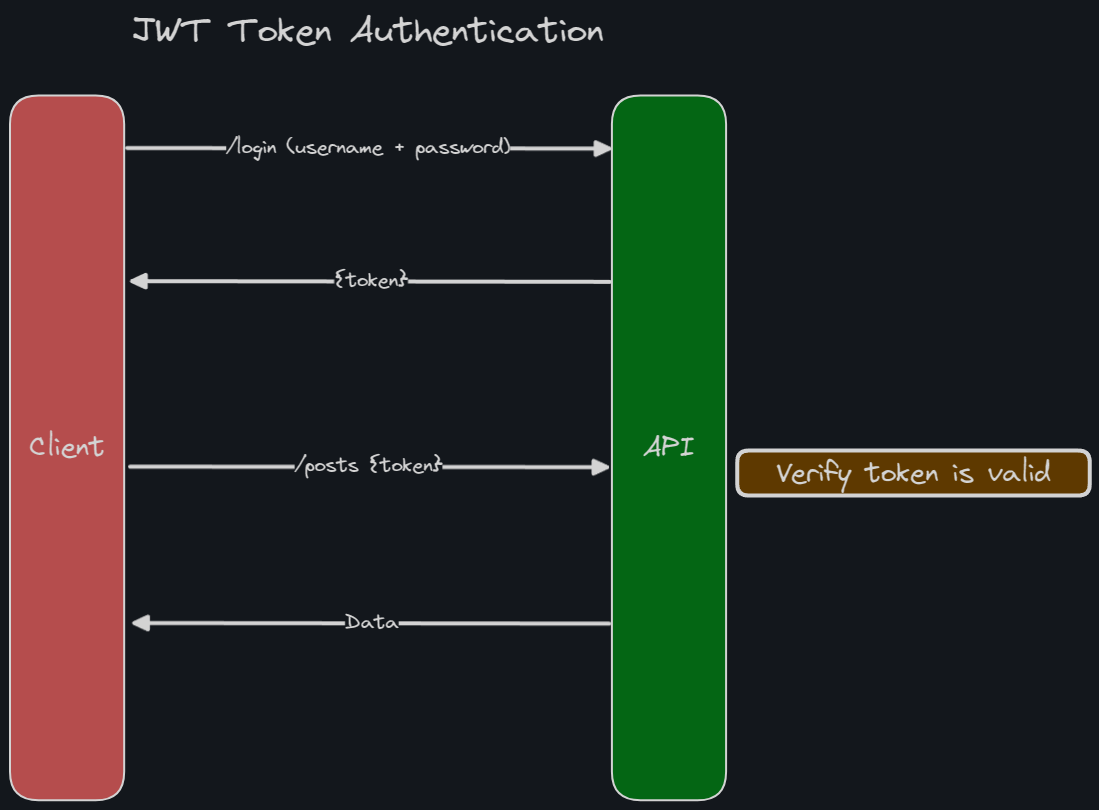 JWT Token Authentication
/login (username + password)
{token}
Client
API
/posts {token}
Verify token is valid
Data